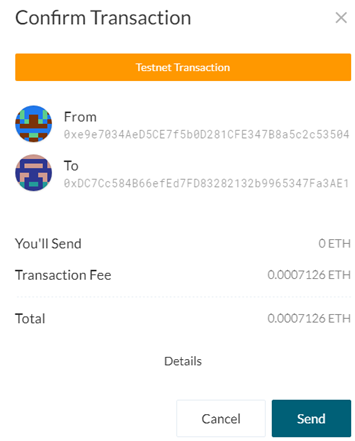 Confirm Transaction
Testnet Transaction
From
0xe9e7034AeD5CE7f5b0D281CFE347B8a5c2c53504
To
0xDC7Cc584B66efEd7FD83282132b9965347Fa3AE1
You'll Send 0 ETH
Transaction Fee 0.0007126 ETH
Total 0.0007126 ETH
Details
Cancel Send